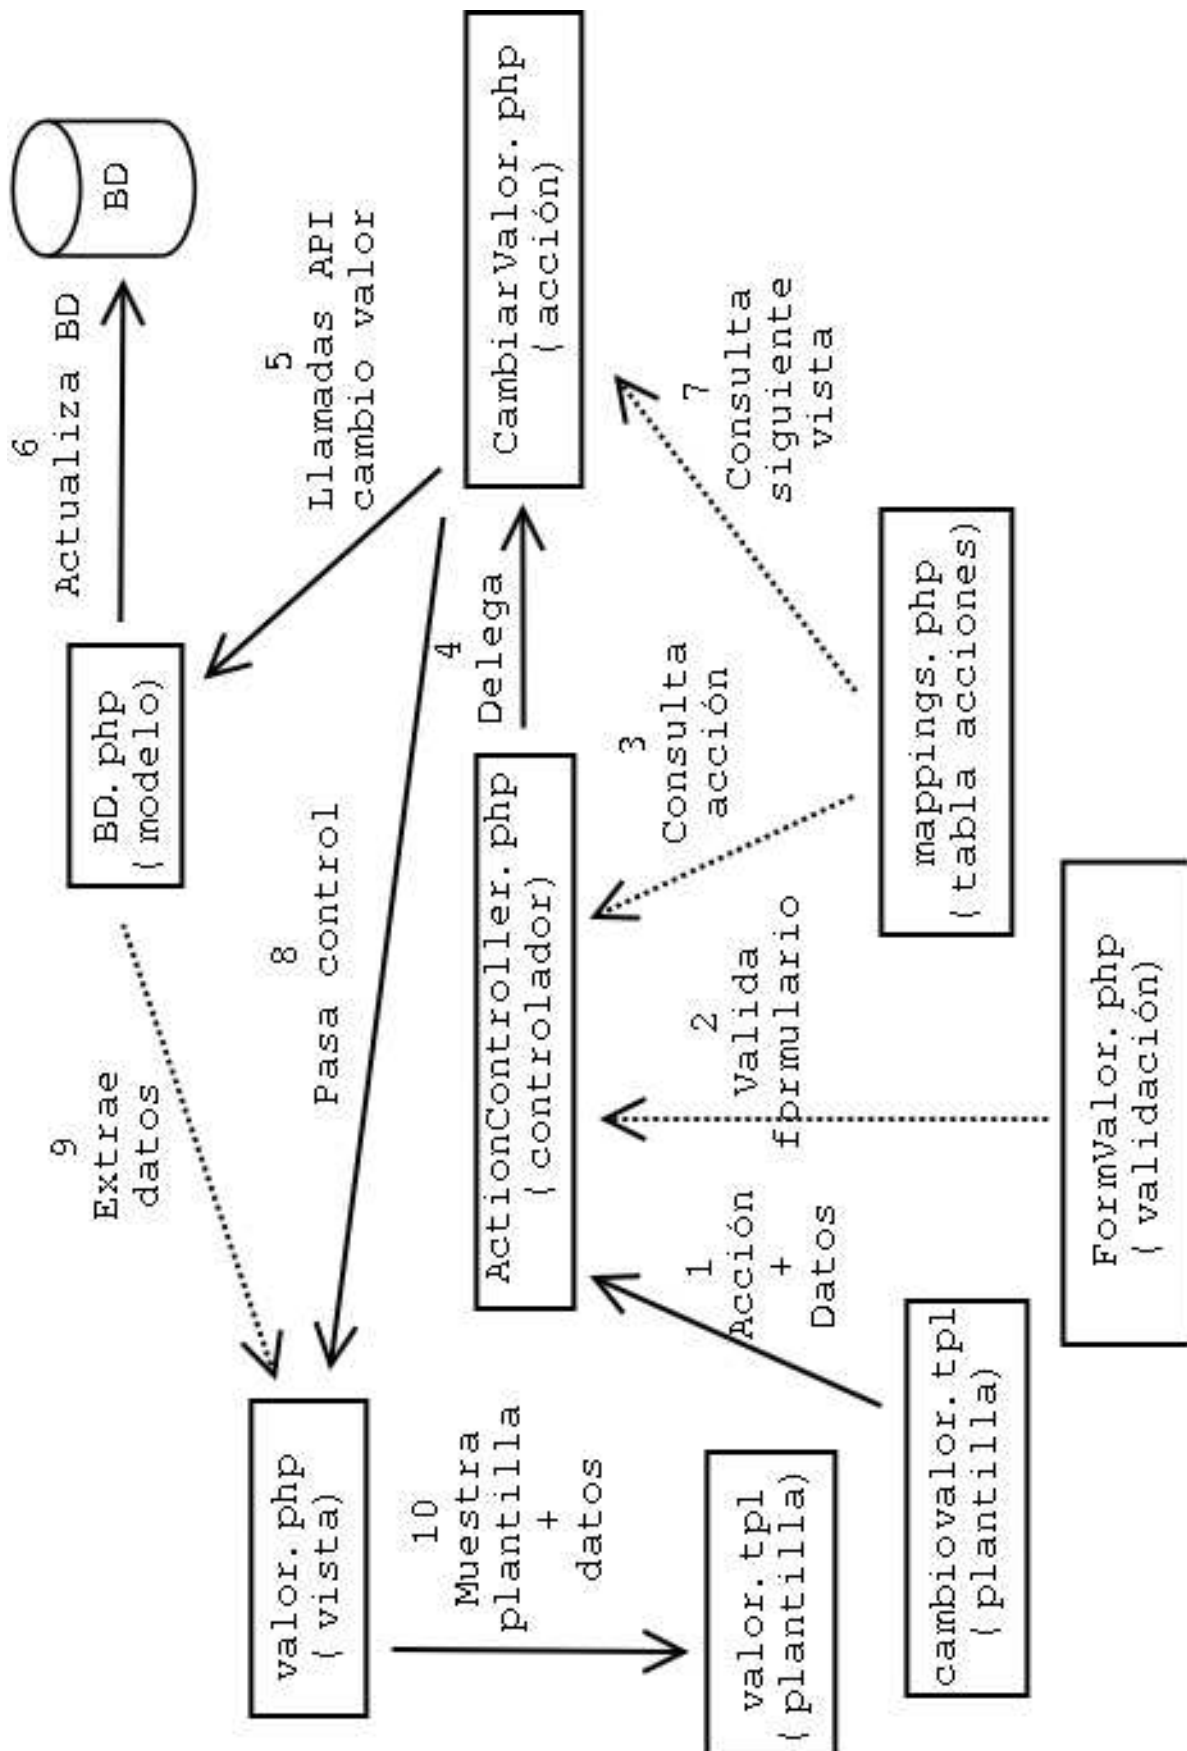 6
Actualiza BD
BD
BD.php
(modelo)
9
Extrae
datos
5
Llamadas API
cambio valor
8
Pasa control
valor.php
(vista)
4
Delega
CambiarValor.php
(acción)
ActionController.php
(controlador)
10
Muestra
plantilla
+
datos
3
Consulta
acción
7
Consulta
siguiente
vista
2
Valida
formulario
1
Acción
+
Datos
valor.tpl
(plantilla)
mappings.php
(tabla acciones)
cambiovalor.tpl
(plantilla)
FormValor.php
(validación)